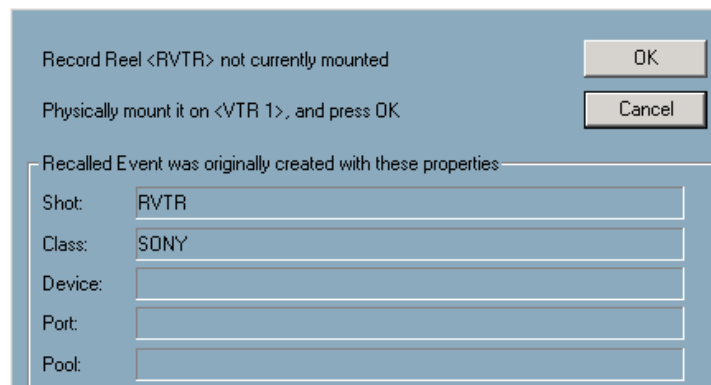 Record Reel <RVTR> not currently mounted
OK
Physically mount it on <VTR 1>, and press OK
Cancel
Recalled Event was originally created with these properties
Shot: RVTR
Class: SONY
Device:
Port:
Pool: